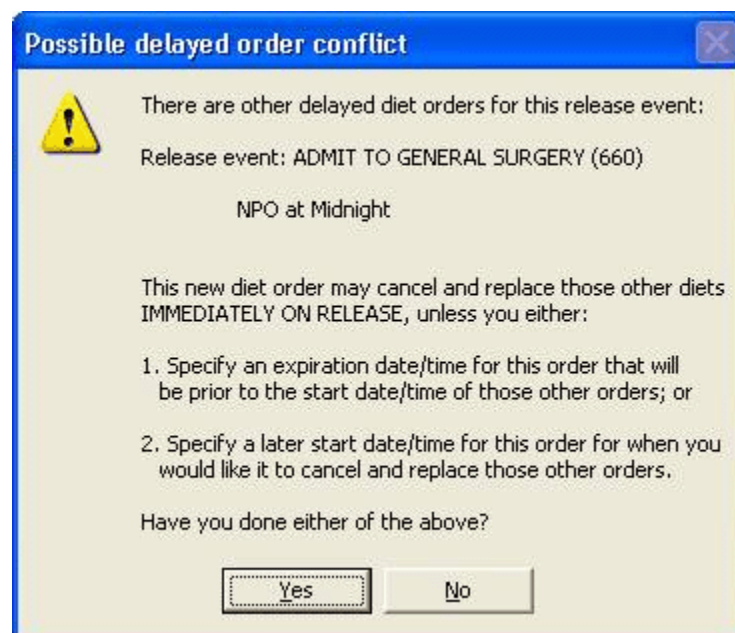 Possible delayed order conflict
There are other delayed diet orders for this release event:
Release event: ADMIT TO GENERAL SURGERY (660)
NPO at Midnight
This new diet order may cancel and replace those other diets
IMMEDIATELY ON RELEASE, unless you either:
1. Specify an expiration date/time for this order that will
be prior to the start date/time of those other orders; or
2. Specify a later start date/time for this order for when you
would like it to cancel and replace those other orders.
Have you done either of the above?
Yes No